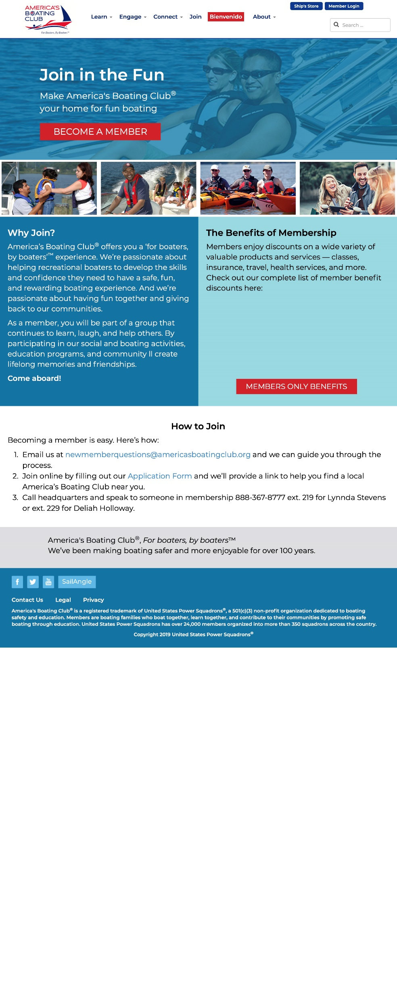 AMERICA'S
BOATING
CLUB
For Boaters, By Boaters™
Ship's Store
Member Login
Learn
Engage
Connect
Join
Bienvenido
About
Search ...
Join in the Fun
Make America's Boating Club®
your home for fun boating
BECOME A MEMBER
Why Join?
America’s Boating Club® offers you a ‘for boaters,
by boaters’™ experience. We’re passionate about
helping recreational boaters to develop the skills
and confidence they need to have a safe, fun,
and rewarding boating experience. And we’re
passionate about having fun together and giving
back to our communities.
As a member, you will be part of a group that
continues to learn, laugh, and help others. By
participating in our social and boating activities,
education programs, and community ll create
lifelong memories and friendships.
Come aboard!
The Benefits of Membership
Members enjoy discounts on a wide variety of
valuable products and services — classes,
insurance, travel, health services, and more.
Check out our complete list of member benefit
discounts here:
MEMBERS ONLY BENEFITS
How to Join
Becoming a member is easy. Here’s how:
1. Email us at newmemberquestions@americasboatingclub.org and we can guide you through the
process.
2. Join online by filling out our Application Form and we’ll provide a link to help you find a local
America’s Boating Club near you.
3. Call headquarters and speak to someone in membership 888-367-8777 ext. 219 for Lynnda Stevens
or ext. 229 for Deliah Holloway.
America's Boating Club®, For boaters, by boaters™
We’ve been making boating safer and more enjoyable for over 100 years.
You
Tube
SailAngle
Contact Us
Legal
Privacy
America's Boating Club® is a registered trademark of United States Power Squadrons®, a 501(c)(3) non-profit organization dedicated to boating
safety and education. Members are boating families who boat together, learn together, and contribute to their communities by promoting safe
boating through education. United States Power Squadrons has over 24,000 members organized into more than 350 squadrons across the country.
Copyright 2019 United States Power Squadrons®